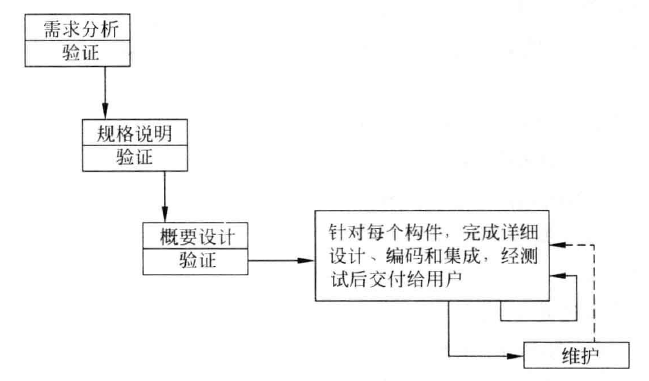 需求分析
验证
规格说明
验证
概要设计
验证
针对每个构件，完成详细
设计、编码和集成，经测
试后交付给用户
维护